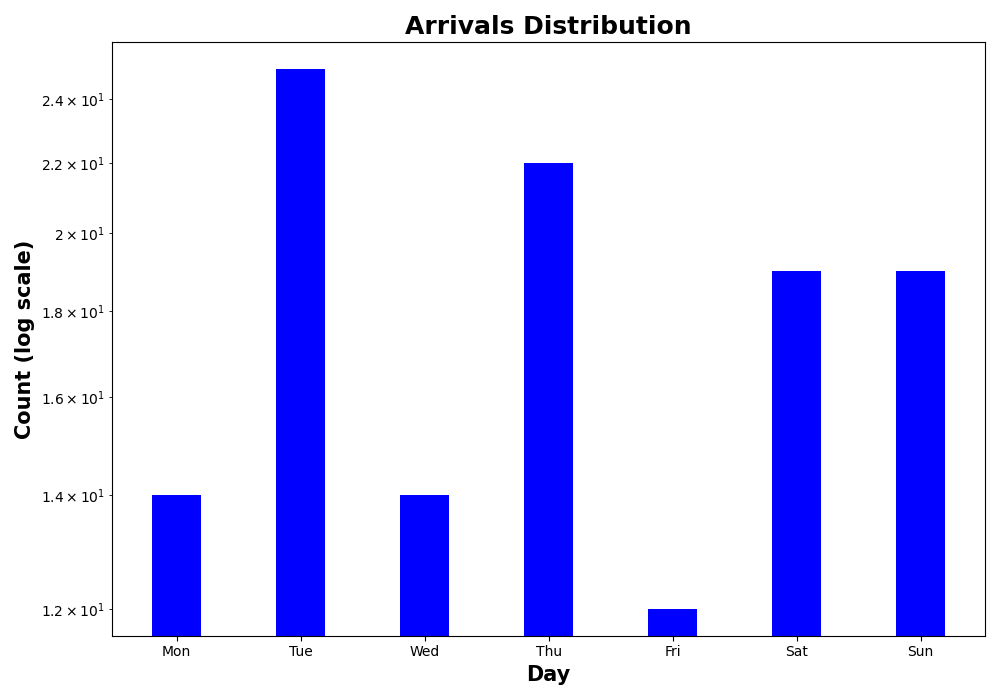 Arrivals Distribution
Count (log scale)
2.4 × 10¹
2.2 × 10¹
2 × 10¹
1.8 × 10¹
1.6 × 10¹
1.4 × 10¹
1.2 × 10¹
Mon Tue Wed Thu Fri Sat Sun
Day